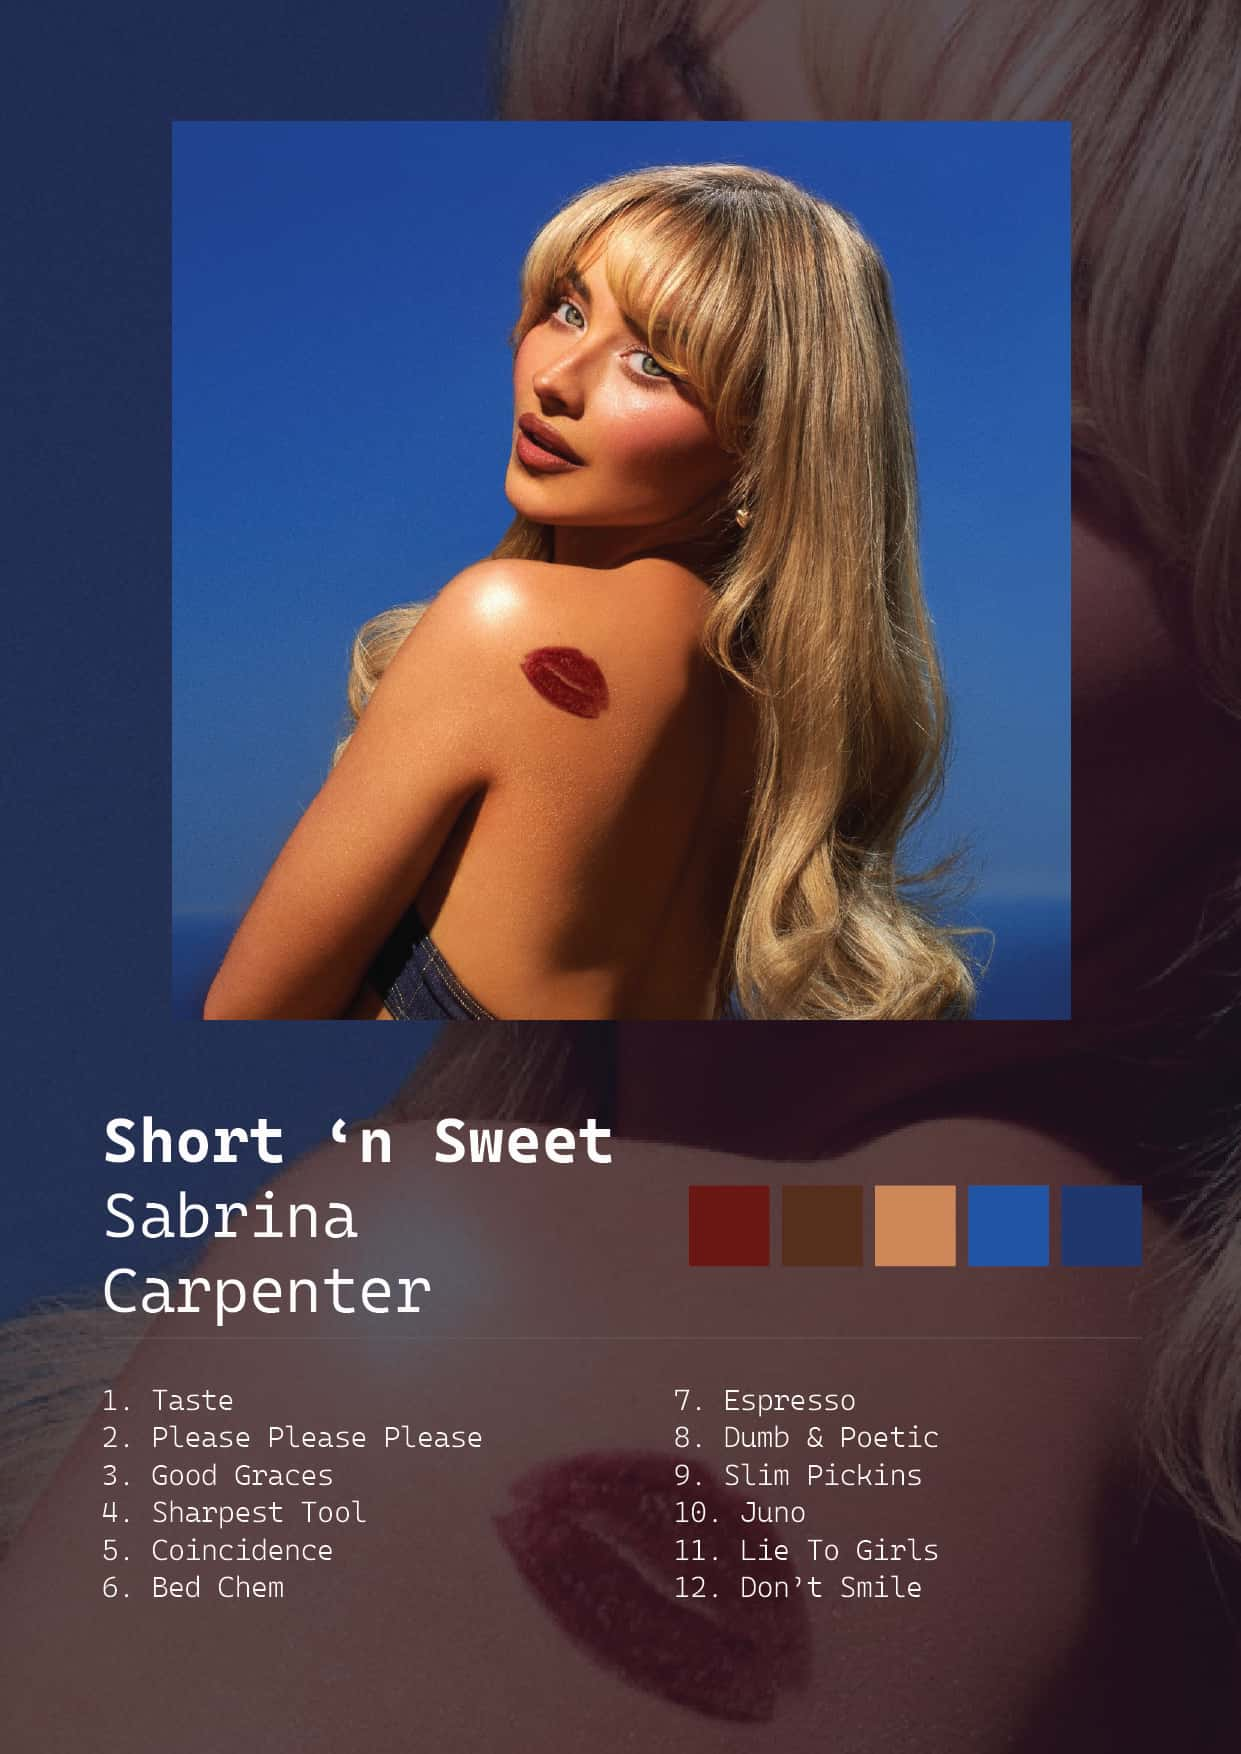 Short ‘n Sweet
Sabrina
Carpenter
1. Taste
2. Please Please Please
3. Good Graces
4. Sharpest Tool
5. Coincidence
6. Bed Chem
7. Espresso
8. Dumb & Poetic
9. Slim Pickins
10. Juno
11. Lie To Girls
12. Don’t Smile